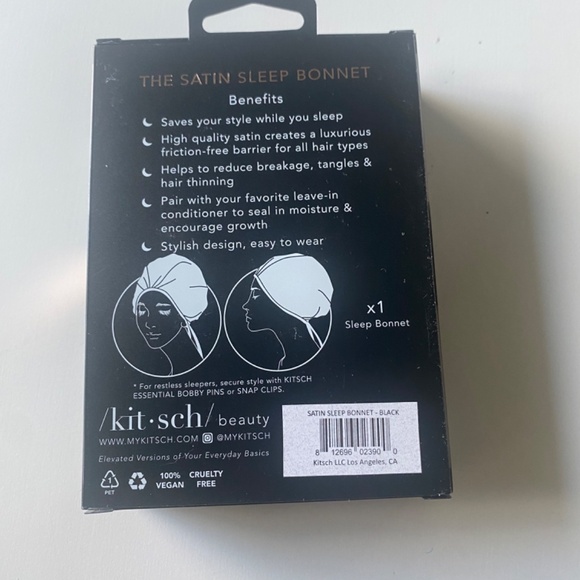 THE SATIN SLEEP BONNET
Benefits
Saves your style while you sleep
High quality satin creates a luxurious
friction-free barrier for all hair types
Helps to reduce breakage, tangles &
hair thinning
Pair with your favorite leave-in
conditioner to seal in moisture &
encourage growth
Stylish design, easy to wear
x1
Sleep Bonnet
* For restless sleepers, secure style with KITSCH
ESSENTIAL BOBBY PINS or SNAP CLIPS.
/kit·sch/ beauty
WWW.MYKITSCH.COM @MYKITSCH
Elevated Versions of Your Everyday Basics
1
PET
100%
VEGAN
CRUELTY
FREE
SATIN SLEEP BONNET - BLACK
8 12696 02390 0
Kitsch LLC Los Angeles, CA